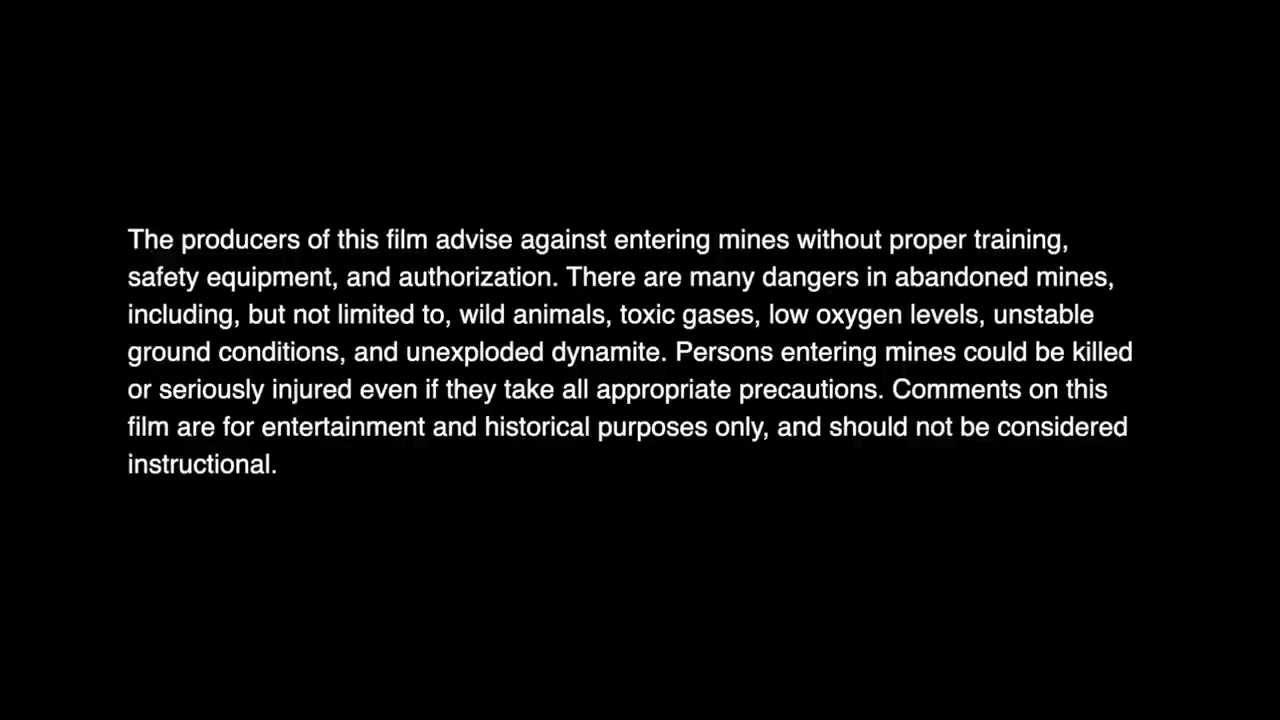 The producers of this film advise against entering mines without proper training,
safety equipment, and authorization. There are many dangers in abandoned mines,
including, but not limited to, wild animals, toxic gases, low oxygen levels, unstable
ground conditions, and unexploded dynamite. Persons entering mines could be killed
or seriously injured even if they take all appropriate precautions. Comments on this
film are for entertainment and historical purposes only, and should not be considered
instructional.